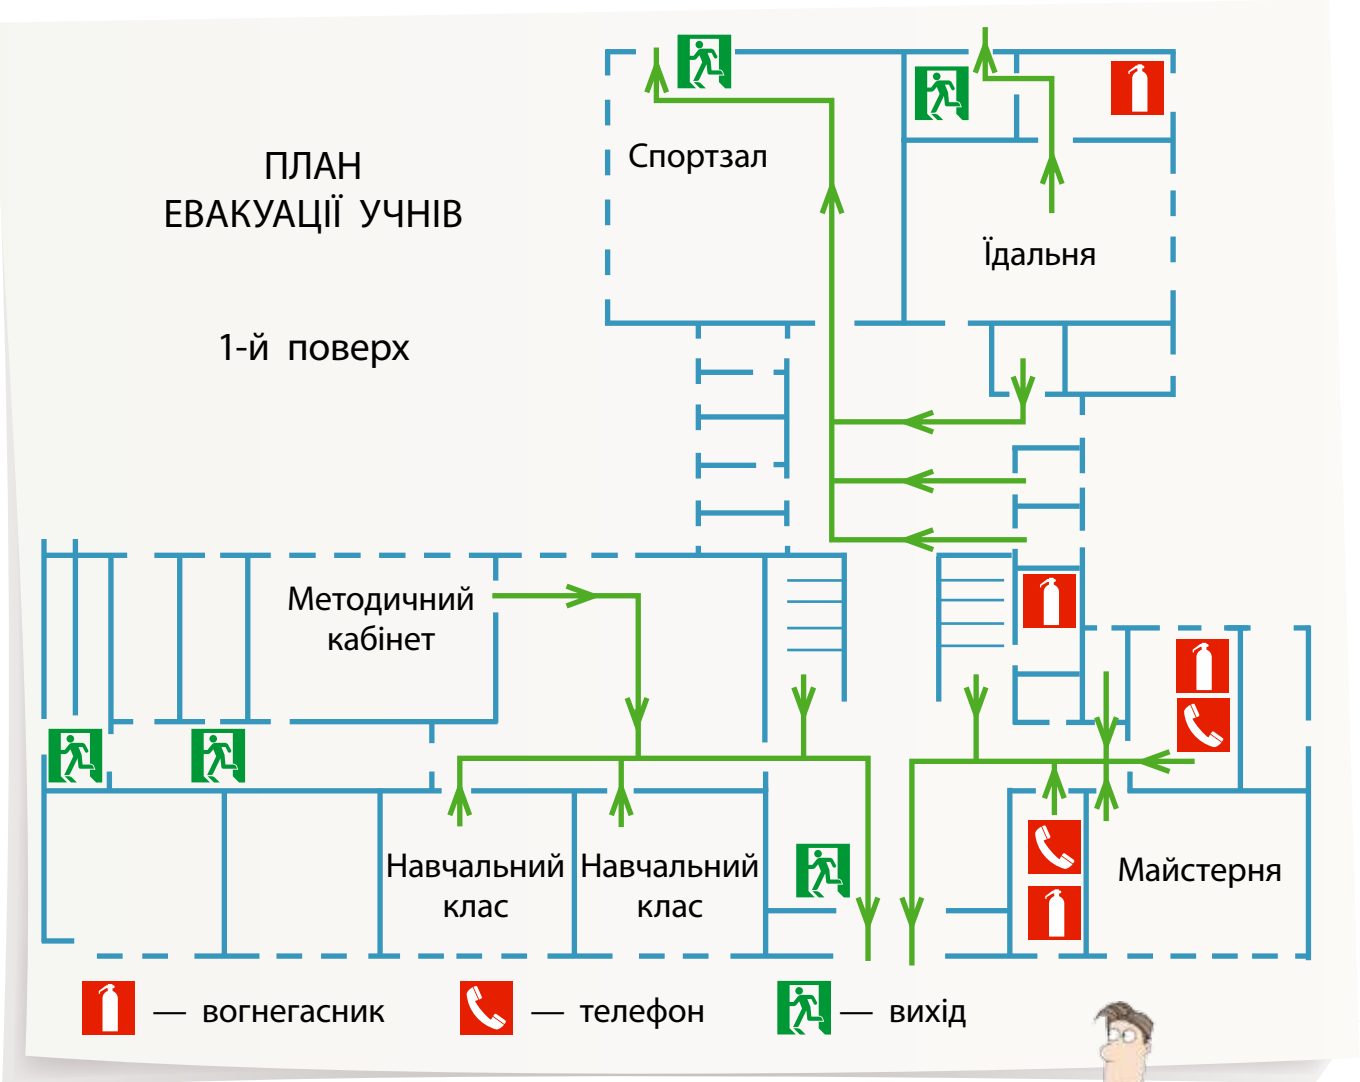 ПЛАН
ЕВАКУАЦІЇ УЧНІВ
1-й поверх
Спортзал
Їдальня
Методичний
кабінет
Навчальний
клас
Навчальний
клас
Майстерня
— вогнегасник
— телефон
— вихід